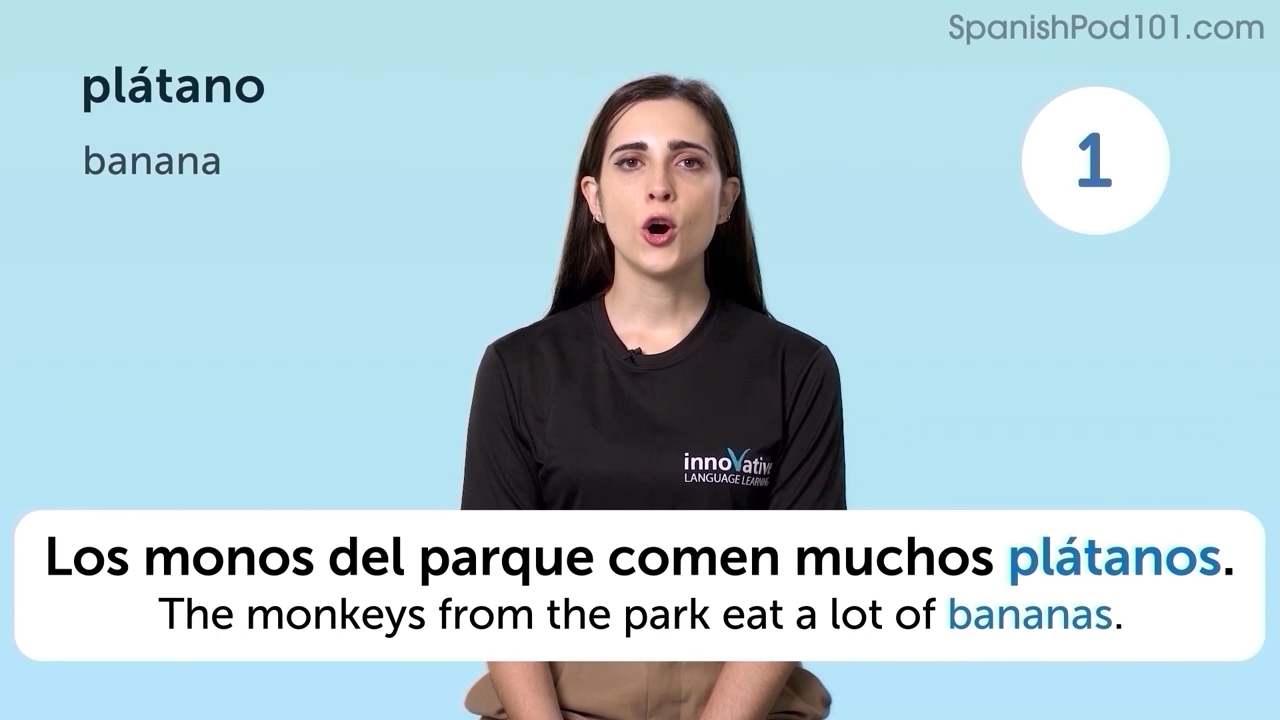 SpanishPod101.com
plátano
banana
1
innoVative
LANGUAGE LEARNING
Los monos del parque comen muchos plátanos.
The monkeys from the park eat a lot of bananas.